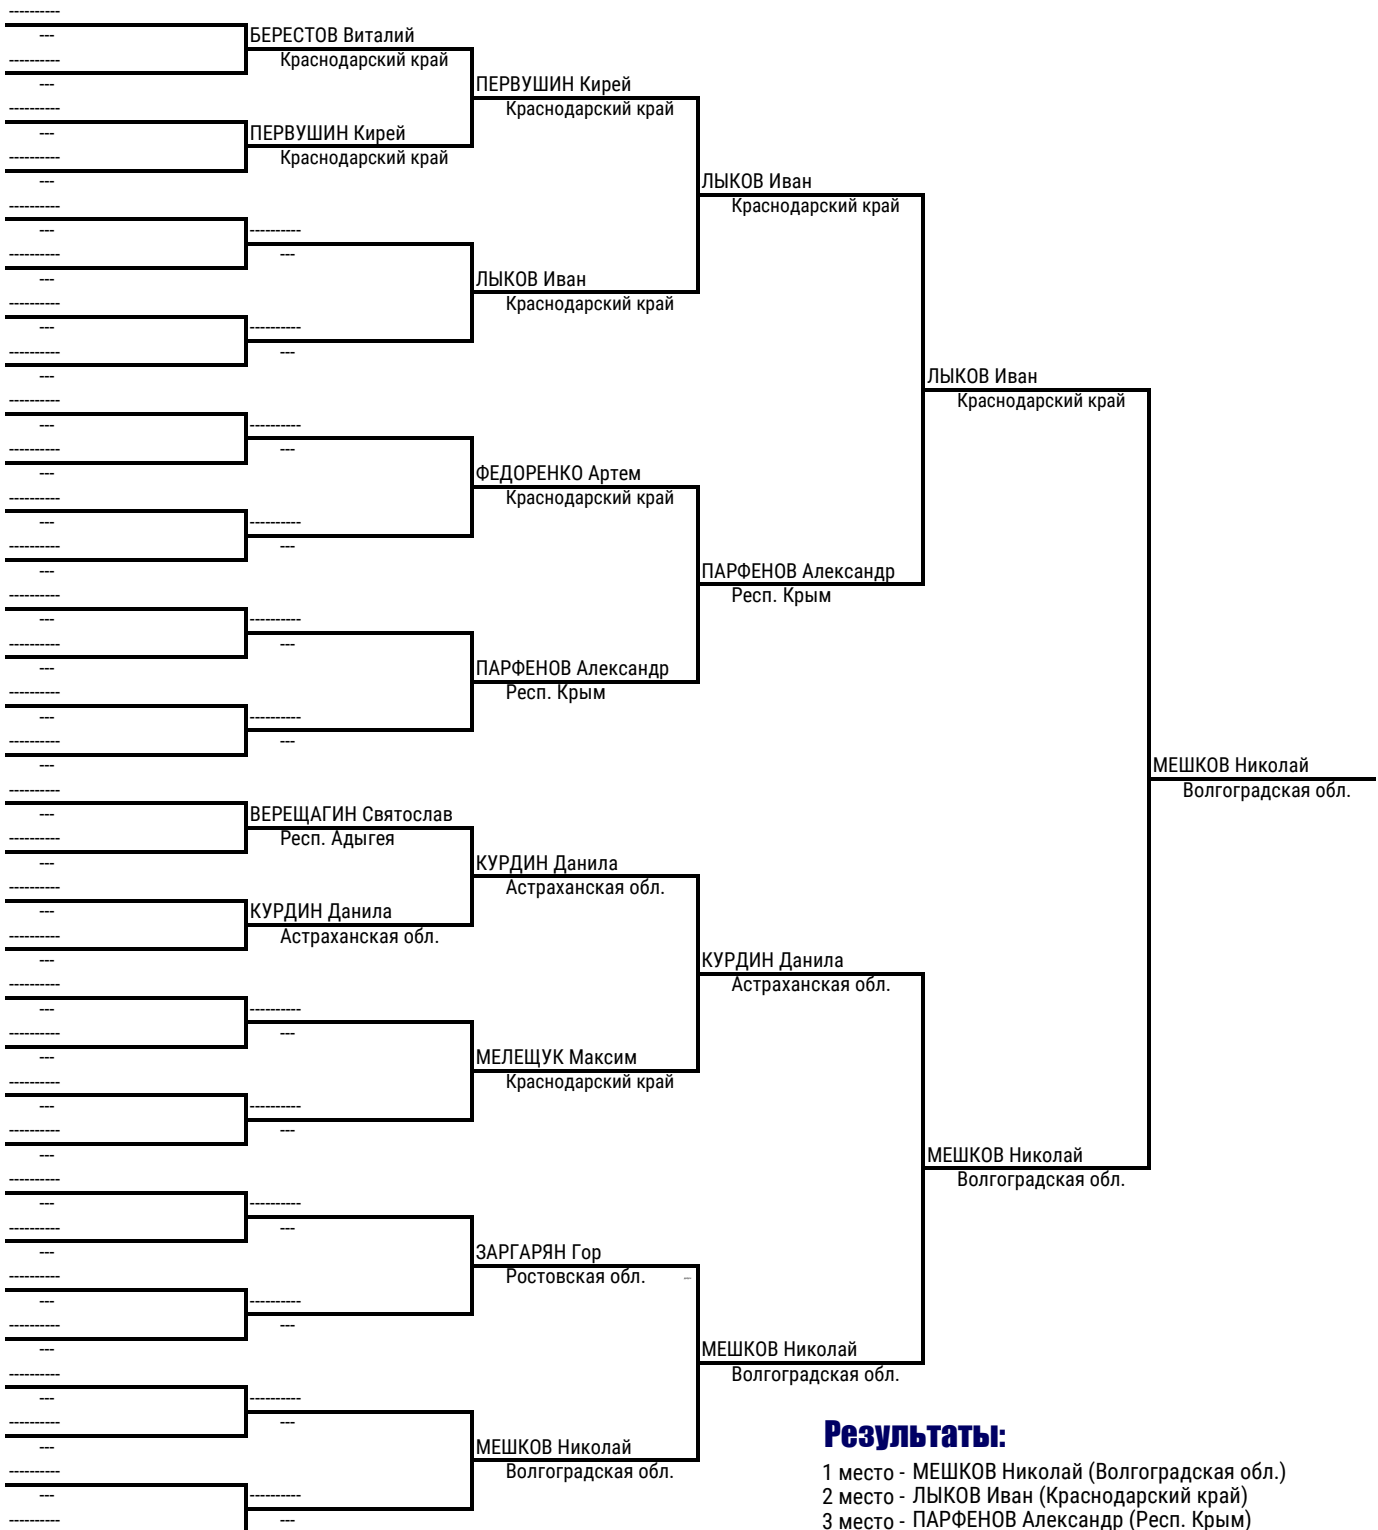 ----------
---
БЕРЕСТОВ Виталий
----------
Краснодарский край
---
ПЕРВУШИН Кирей
----------
Краснодарский край
---
ПЕРВУШИН Кирей
----------
Краснодарский край
---
ЛЫКОВ Иван
----------
Краснодарский край
---
----------
----------
---
---
ЛЫКОВ Иван
----------
Краснодарский край
---
----------
----------
---
---
ЛЫКОВ Иван
----------
Краснодарский край
---
----------
----------
---
---
ФЕДОРЕНКО Артем
----------
Краснодарский край
---
----------
----------
---
---
ПАРФЕНОВ Александр
----------
Респ. Крым
---
----------
----------
---
---
ПАРФЕНОВ Александр
----------
Респ. Крым
---
----------
----------
---
---
МЕШКОВ Николай
----------
Волгоградская обл.
---
ВЕРЕЩАГИН Святослав
----------
Респ. Адыгея
---
КУРДИН Данила
----------
Астраханская обл.
---
КУРДИН Данила
----------
Астраханская обл.
---
КУРДИН Данила
----------
Астраханская обл.
---
----------
----------
---
---
МЕЛЕЩУК Максим
----------
Краснодарский край
---
----------
----------
---
---
МЕШКОВ Николай
----------
Волгоградская обл.
---
----------
----------
---
---
ЗАРГАРЯН Гор
----------
Ростовская обл.
---
----------
----------
---
---
МЕШКОВ Николай
----------
Волгоградская обл.
---
----------
----------
---
---
МЕШКОВ Николай
----------
Волгоградская обл.
---
----------
----------
---
Результаты:
1 место - МЕШКОВ Николай (Волгоградская обл.)
2 место - ЛЫКОВ Иван (Краснодарский край)
3 место - ПАРФЕНОВ Александр (Респ. Крым)